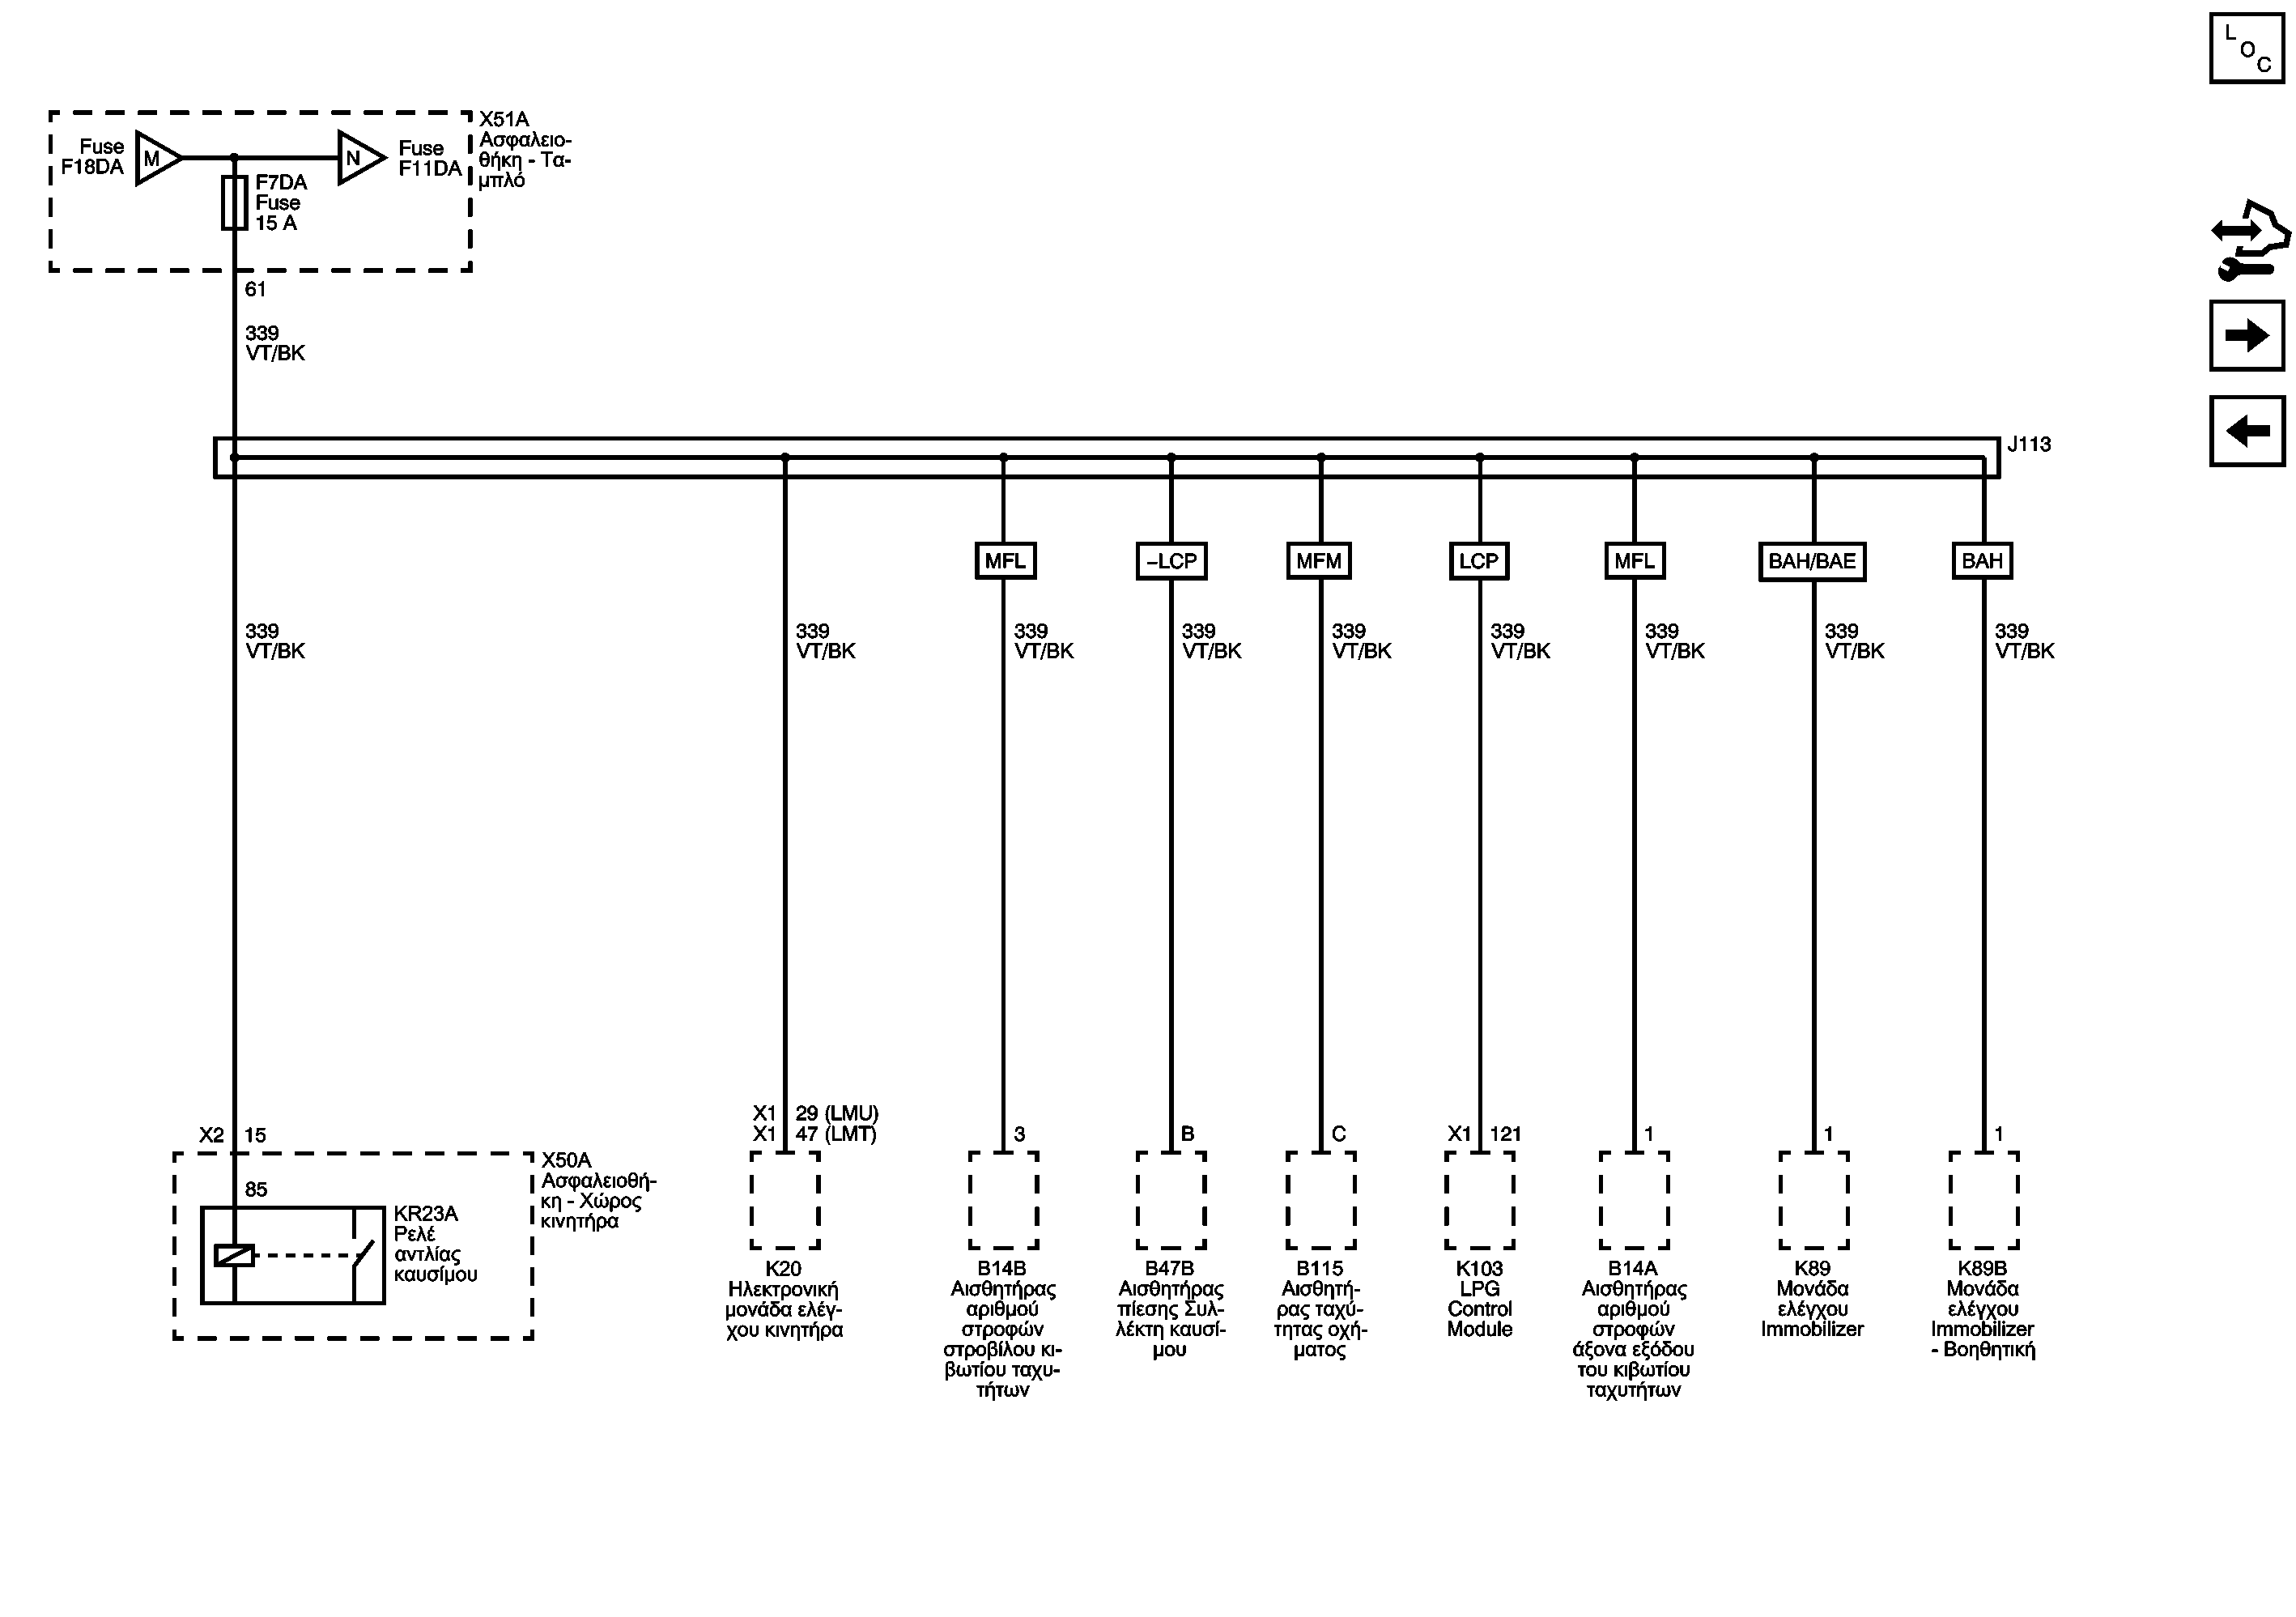 L
O
C
X51A
Ασφαλειο-
θήκη - Τα-
μπλό
Fuse
F18DA
M
N
Fuse
F11DA
F7DA
Fuse
15 A
61
339
VT/BK
J113
MFL
–LCP
MFM
LCP
MFL
BAH/BAE
BAH
339
VT/BK
339
VT/BK
339
VT/BK
339
VT/BK
339
VT/BK
339
VT/BK
339
VT/BK
339
VT/BK
339
VT/BK
X2 15
X1 29 (LMU)
X1 47 (LMT)
3
B
C
X1 121
1
1
1
X50A
Ασφαλειοθή-
κη - Χώρος
κινητήρα
85
KR23A
Ρελέ
αντλίας
καυσίμου
K20
Ηλεκτρονική
μονάδα ελέγ-
χου κινητήρα
B14B
Αισθητήρας
αριθμού
στροφών
στροβίλου κι-
βωτίου ταχυ-
τήτων
B47B
Αισθητήρας
πίεσης Συλ-
λέκτη καυσί-
μου
B115
Αισθητή-
ρας ταχύ-
τητας οχή-
ματος
K103
LPG
Control
Module
B14A
Αισθητήρας
αριθμού
στροφών
άξονα εξόδου
του κιβωτίου
ταχυτήτων
K89
Μονάδα
ελέγχου
Immobilizer
K89B
Μονάδα
ελέγχου
Immobilizer
- Βοηθητική